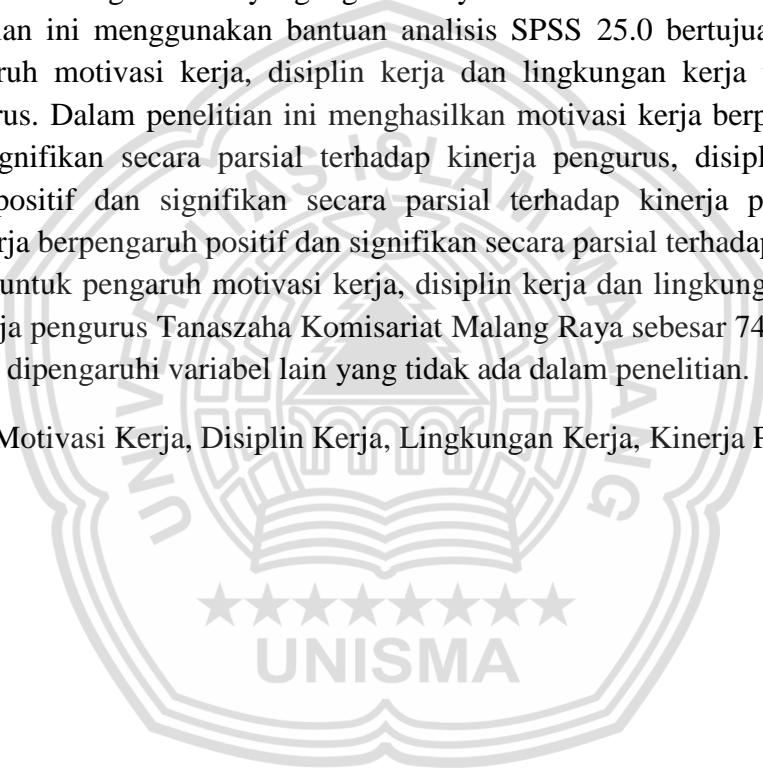 ian ini menggunakan bantuan analisis SPSS 25.0 bertujua
ruh motivasi kerja, disiplin kerja dan lingkungan kerja
rus. Dalam penelitian ini menghasilkan motivasi kerja berp
gnifikan secara parsial terhadap kinerja pengurus, disipl
positif dan signifikan secara parsial terhadap kinerja p
rja berpengaruh positif dan signifikan secara parsial terhadap
untuk pengaruh motivasi kerja, disiplin kerja dan lingkung
ja pengurus Tanaszaha Komisariat Malang Raya sebesar 74
dipengaruhi variabel lain yang tidak ada dalam penelitian.
Motivasi Kerja, Disiplin Kerja, Lingkungan Kerja, Kinerja P
UNIVERSITAS ISLAM MALANG
UNISMA